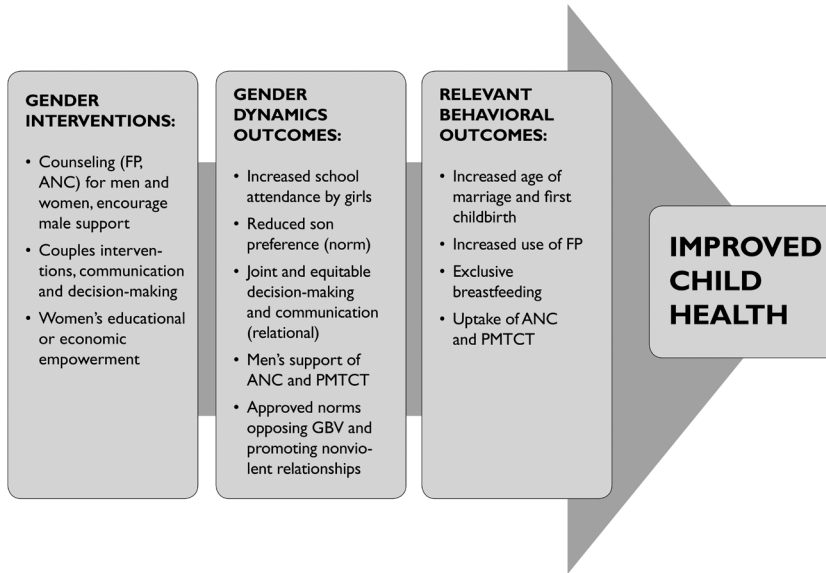 GENDER
INTERVENTIONS:
• Counseling (FP,
ANC) for men and
women, encourage
male support
• Couples interven-
tions, communication
and decision-making
• Women's educational
or economic
empowerment
GENDER
DYNAMICS
OUTCOMES:
• Increased school
attendance by girls
• Reduced son
preference (norm)
• Joint and equitable
decision-making
and communication
(relational)
• Men's support of
ANC and PMTCT
• Approved norms
opposing GBV and
promoting nonvio-
lent relationships
RELEVANT
BEHAVIORAL
OUTCOMES:
• Increased age of
marriage and first
childbirth
• Increased use of FP
• Exclusive
breastfeeding
• Uptake of ANC
and PMTCT
IMPROVED
CHILD
HEALTH